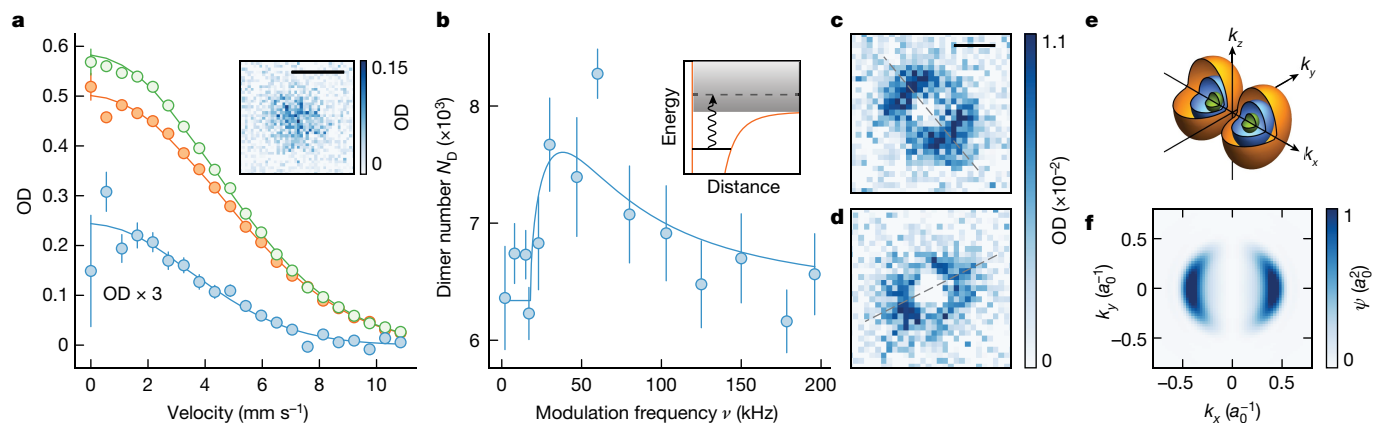 a
OD
0.6
0.5
0.4
0.3
0.2
0.1
0
OD × 3
0.15
OD
0
0
2
4
6
8
10
Velocity (mm s⁻¹)
b
Dimer number N_D (×10³)
8
7
6
Energy
Distance
0
50
100
150
200
Modulation frequency ν (kHz)
c
d
1.1
OD (×10⁻²)
0
e
k_z
k_y
k_x
f
k_y (a₀⁻¹)
0.5
0
−0.5
−0.5
0
0.5
k_x (a₀⁻¹)
1
ψ (a₀²)
0